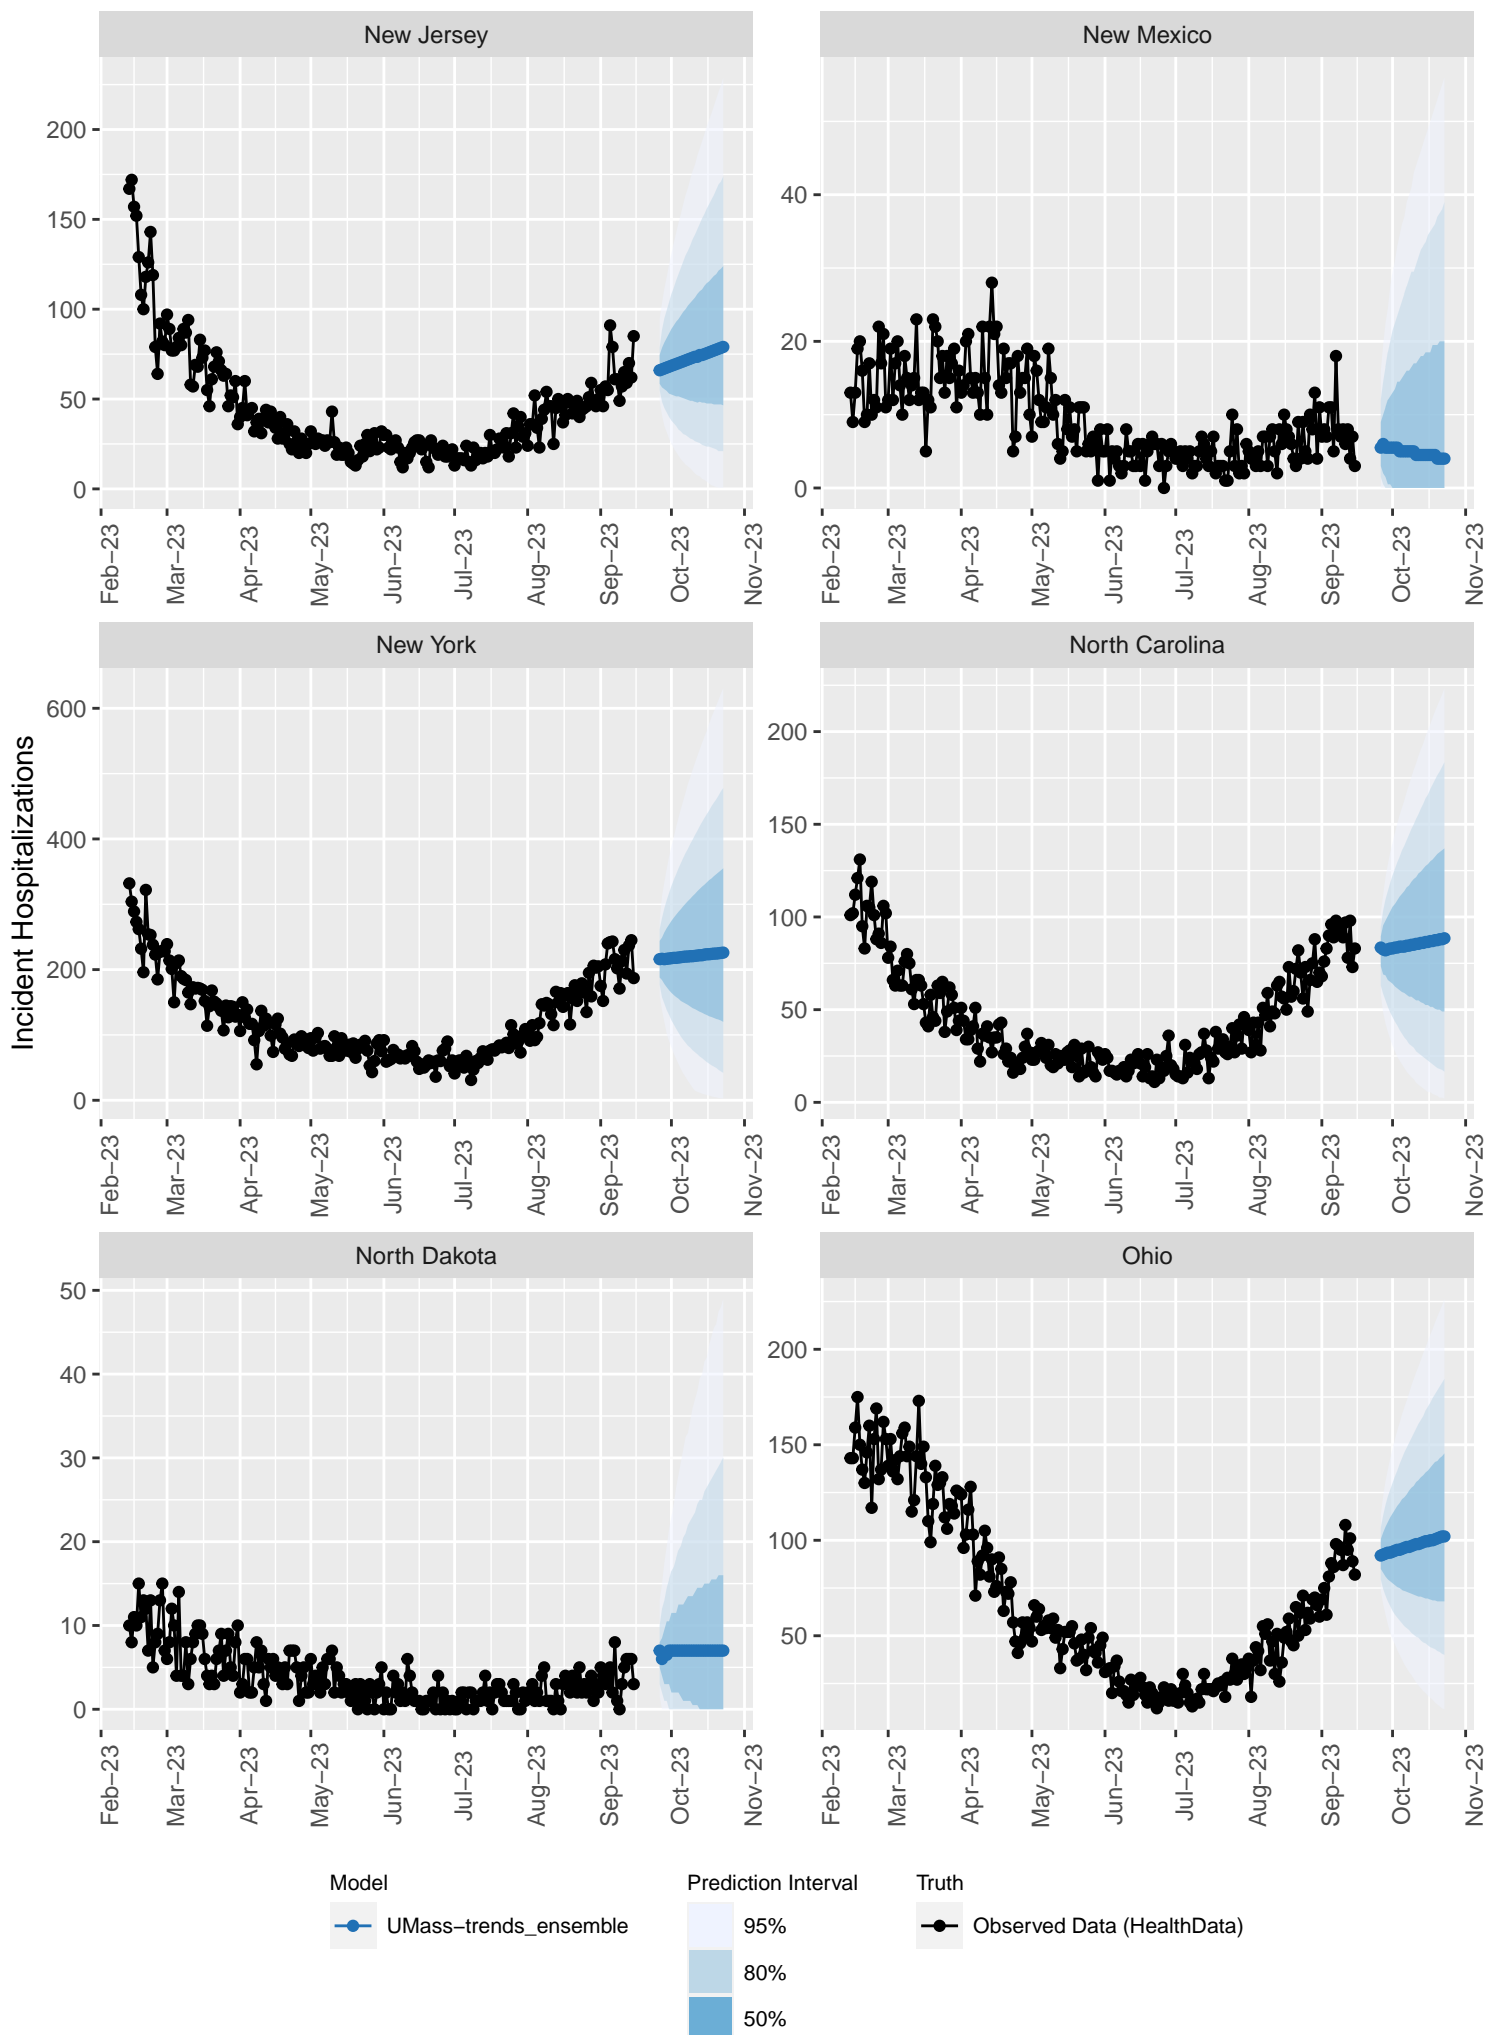 New Jersey
New Mexico
200
150
100
50
0
40
20
0
Feb−23
Mar−23
Apr−23
May−23
Jun−23
Jul−23
Aug−23
Sep−23
Oct−23
Nov−23
Feb−23
Mar−23
Apr−23
May−23
Jun−23
Jul−23
Aug−23
Sep−23
Oct−23
Nov−23
New York
North Carolina
Incident Hospitalizations
600
400
200
0
200
150
100
50
0
Feb−23
Mar−23
Apr−23
May−23
Jun−23
Jul−23
Aug−23
Sep−23
Oct−23
Nov−23
Feb−23
Mar−23
Apr−23
May−23
Jun−23
Jul−23
Aug−23
Sep−23
Oct−23
Nov−23
North Dakota
Ohio
50
40
30
20
10
0
200
150
100
50
Feb−23
Mar−23
Apr−23
May−23
Jun−23
Jul−23
Aug−23
Sep−23
Oct−23
Nov−23
Feb−23
Mar−23
Apr−23
May−23
Jun−23
Jul−23
Aug−23
Sep−23
Oct−23
Nov−23
Model
UMass−trends_ensemble
Prediction Interval
95%
80%
50%
Truth
Observed Data (HealthData)